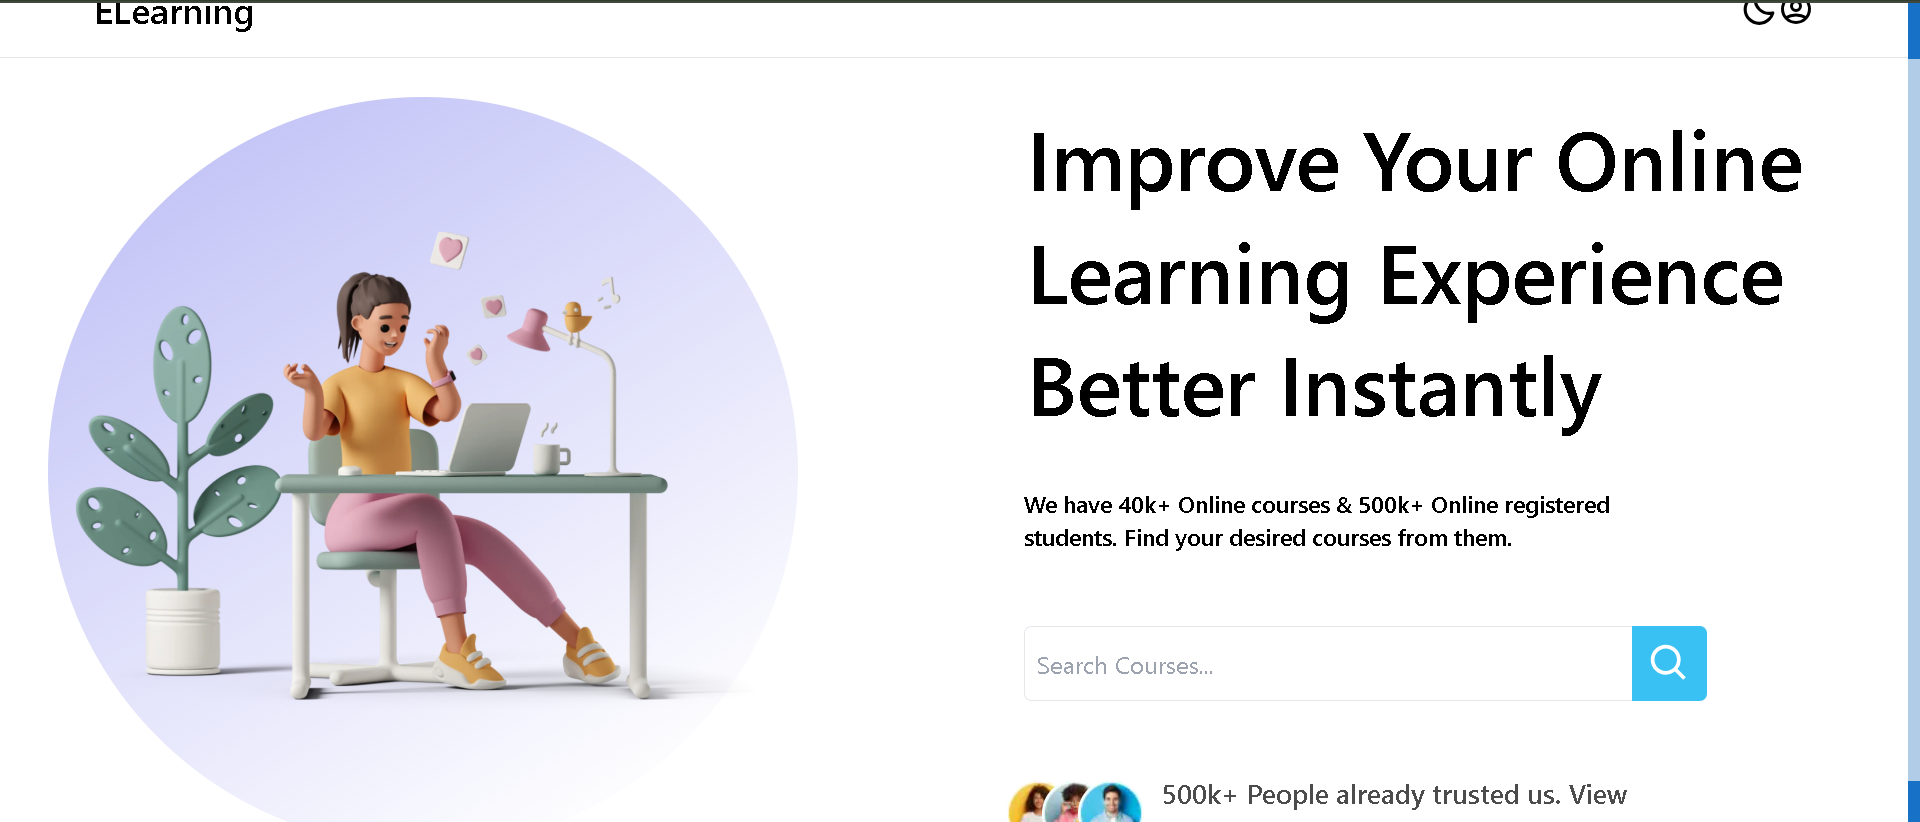 ELearning
Improve Your Online
Learning Experience
Better Instantly
We have 40k+ Online courses & 500k+ Online registered
students. Find your desired courses from them.
Search Courses...
500k+ People already trusted us. View